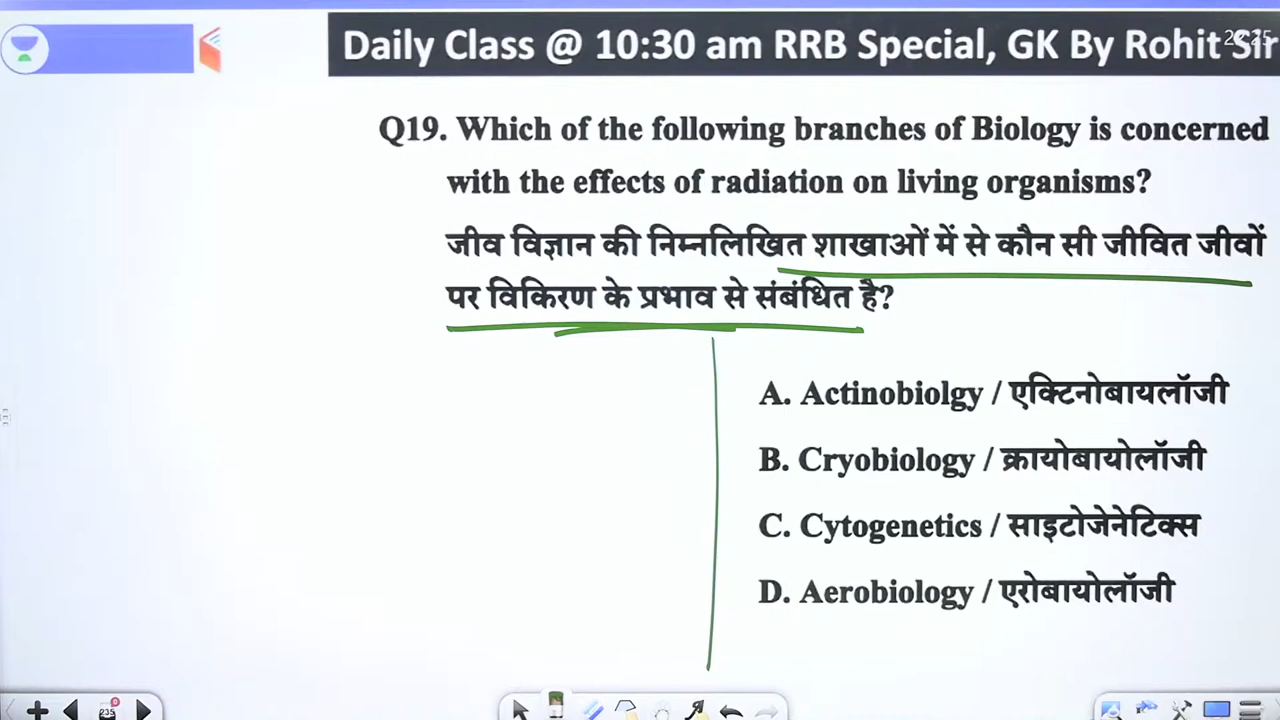 Daily Class @ 10:30 am RRB Special, GK By Rohit Sir
Q19. Which of the following branches of Biology is concerned
with the effects of radiation on living organisms?
जीव विज्ञान की निम्नलिखित शाखाओं में से कौन सी जीवित जीवों
पर विकिरण के प्रभाव से संबंधित है?
A. Actinobiolgy / एक्टिनोबायलॉजी
B. Cryobiology / क्रायोबायोलॉजी
C. Cytogenetics / साइटोजेनेटिक्स
D. Aerobiology / एरोबायोलॉजी
235